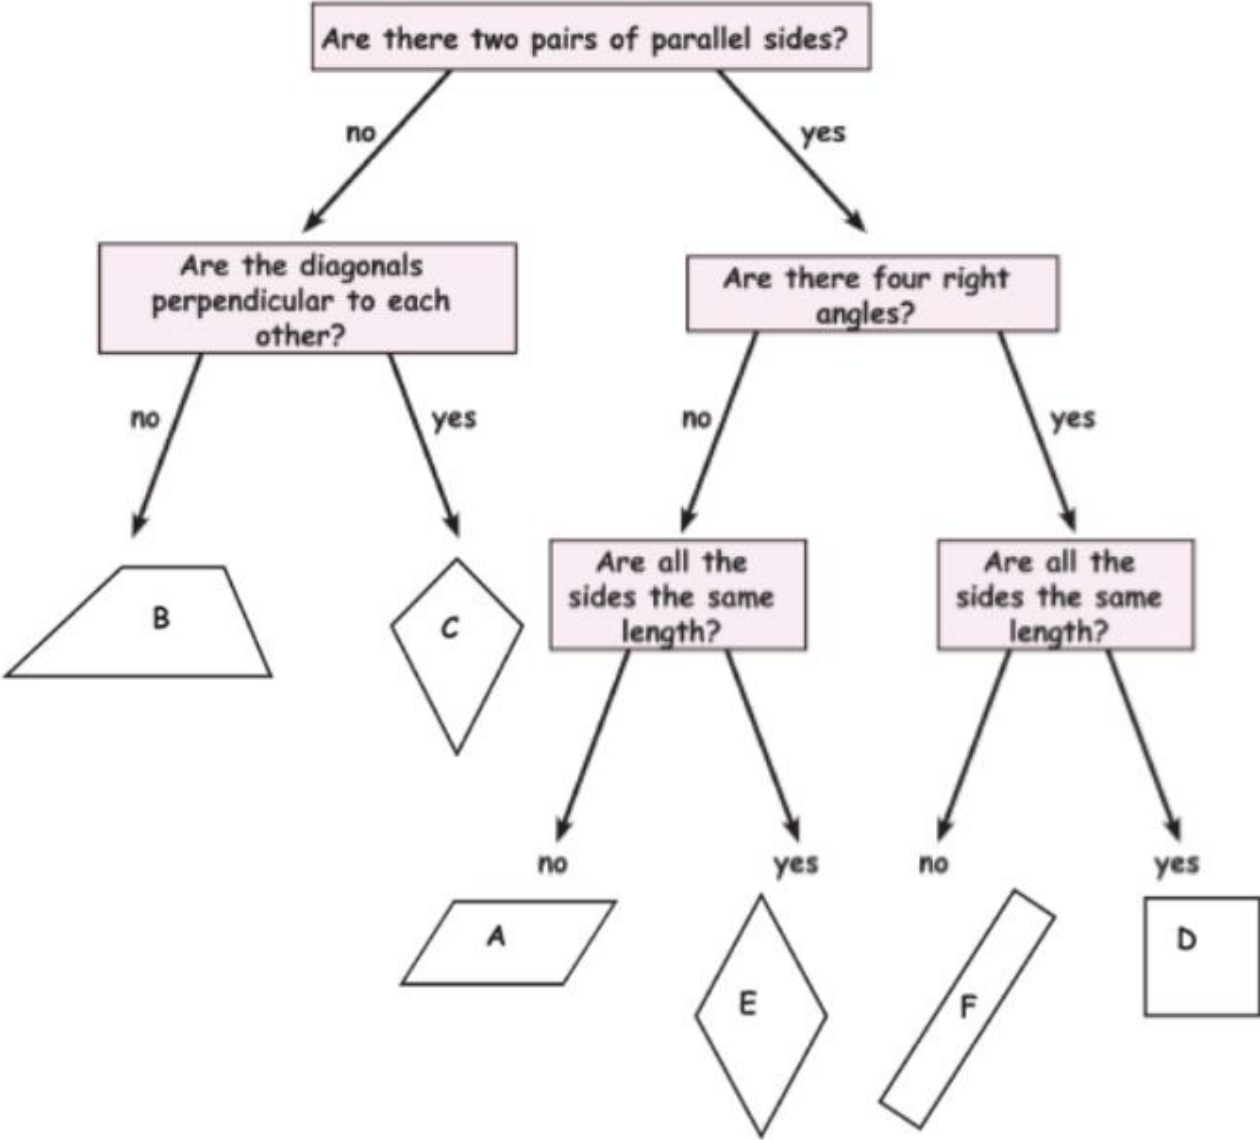 Are there two pairs of parallel sides?
no
yes
Are the diagonals
perpendicular to each
other?
Are there four right
angles?
no
yes
no
yes
Are all the
sides the same
length?
Are all the
sides the same
length?
B
C
no
yes
no
yes
A
E
F
D